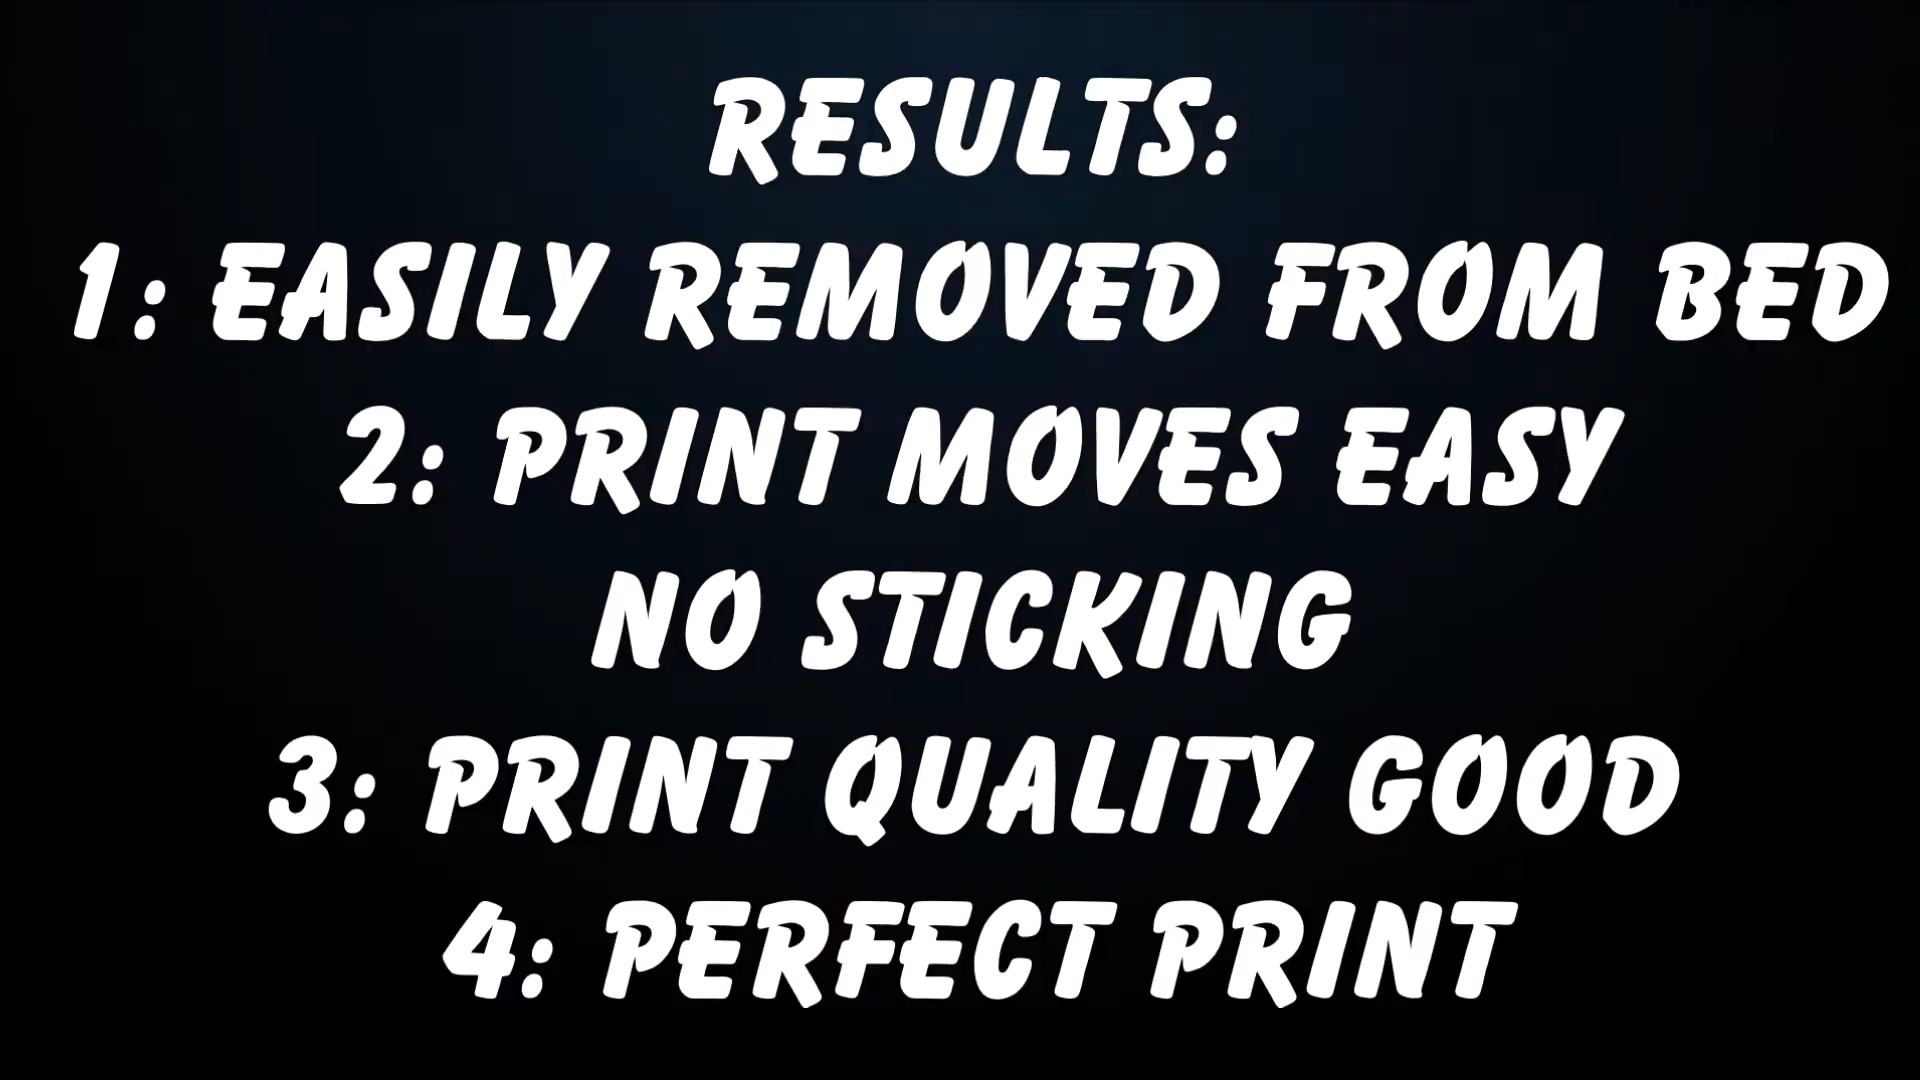 RESULTS:
1: EASILY REMOVED FROM BED
2: PRINT MOVES EASY
NO STICKING
3: PRINT QUALITY GOOD
4: PERFECT PRINT